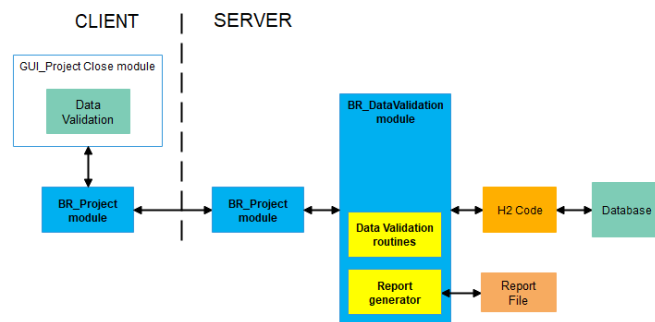 CLIENT
SERVER
GUI_Project Close module
Data
Validation
BR_Project
module
BR_Project
module
BR_DataValidation
module
Data Validation
routines
Report
generator
H2 Code
Database
Report
File